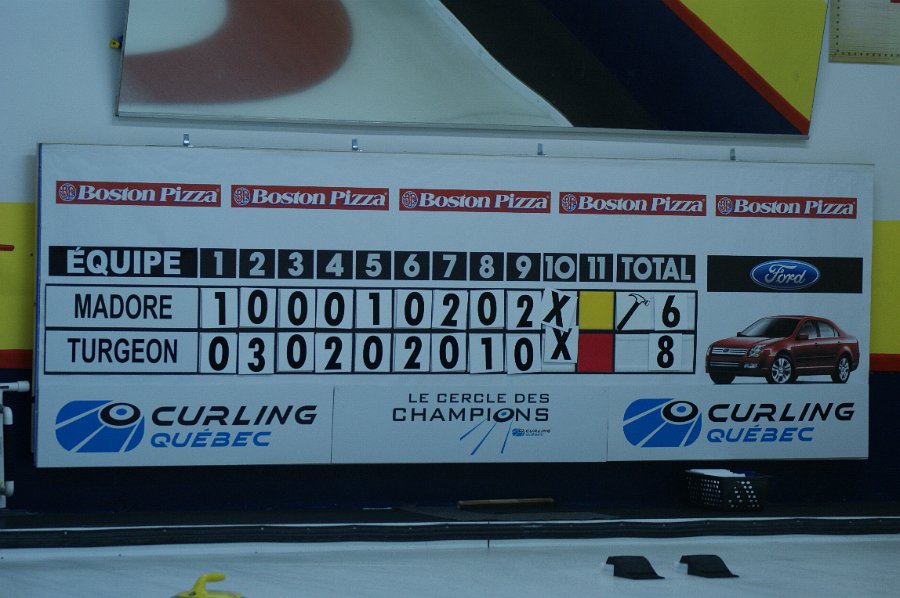 Boston Pizza Boston Pizza Boston Pizza Boston Pizza Boston Pizza
ÉQUIPE 1 2 3 4 5 6 7 8 9 10 11 TOTAL
Ford
MADORE 1 0 0 0 1 0 2 0 2 X 6
TURGEON 0 3 0 2 0 2 0 1 0 X 8
CURLING QUÉBEC
LE CERCLE DES
CHAMPIONS
CURLING QUÉBEC
CURLING QUÉBEC